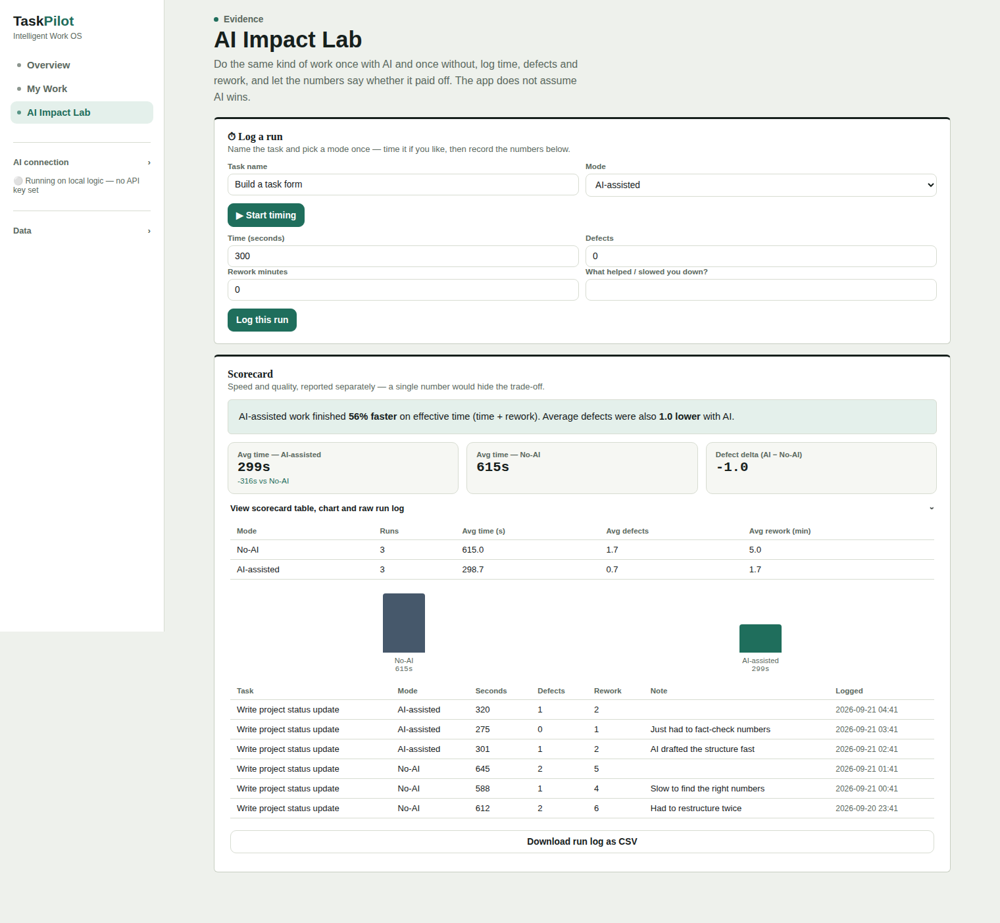 TaskPilot
Intelligent Work OS
Overview
My Work
AI Impact Lab
AI connection ›
Running on local logic — no API
key set
Data ›
Evidence
AI Impact Lab
Do the same kind of work once with AI and once without, log time, defects and
rework, and let the numbers say whether it paid off. The app does not assume
AI wins.
⏱ Log a run
Name the task and pick a mode once — time it if you like, then record the numbers below.
Task name Mode
Build a task form AI-assisted
▶ Start timing
Time (seconds) Defects
300 0
Rework minutes What helped / slowed you down?
0
Log this run
Scorecard
Speed and quality, reported separately — a single number would hide the trade-off.
AI-assisted work finished 56% faster on effective time (time + rework). Average defects were also 1.0 lower with AI.
Avg time — AI-assisted Avg time — No-AI Defect delta (AI − No-AI)
299s 615s -1.0
-316s vs No-AI
View scorecard table, chart and raw run log
Mode Runs Avg time (s) Avg defects Avg rework (min)
No-AI 3 615.0 1.7 5.0
AI-assisted 3 298.7 0.7 1.7
No-AI AI-assisted
615s 299s
Task Mode Seconds Defects Rework Note Logged
Write project status update AI-assisted 320 1 2 2026-09-21 04:41
Write project status update AI-assisted 275 0 1 Just had to fact-check numbers 2026-09-21 03:41
Write project status update AI-assisted 301 1 2 AI drafted the structure fast 2026-09-21 02:41
Write project status update No-AI 645 2 5 2026-09-21 01:41
Write project status update No-AI 588 1 4 Slow to find the right numbers 2026-09-21 00:41
Write project status update No-AI 612 2 6 Had to restructure twice 2026-09-20 23:41
Download run log as CSV